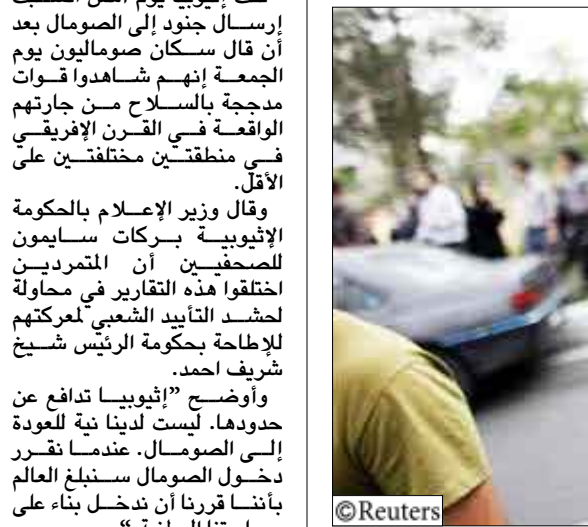 إرسال جنود إلى الصومال بعد
أن قال سكان صوماليون يوم
الجمعة إنهم شاهدوا قوات
مدججة بالسلاح من جارتهم
الواقعة في القرن الإفريقي
في منطقتين مختلفتين على
الأقل.
وقال وزير الإعلام بالحكومة
الإثيوبية بركات سايمون
للصحفيين أن المتمردين
اختلقوا هذه التقارير في محاولة
لحشد التأييد الشعبي لمعركتهم
للإطاحة بحكومة الرئيس شيخ
شريف احمد.
وأوضح ”إثيوبيا تدافع عن
حدودها. ليست لدينا نية للعودة
إلى الصومال. عندما نقرر
دخول الصومال سنبلغ العالم
بأننا قررنا أن ندخل بناء على
©Reuters